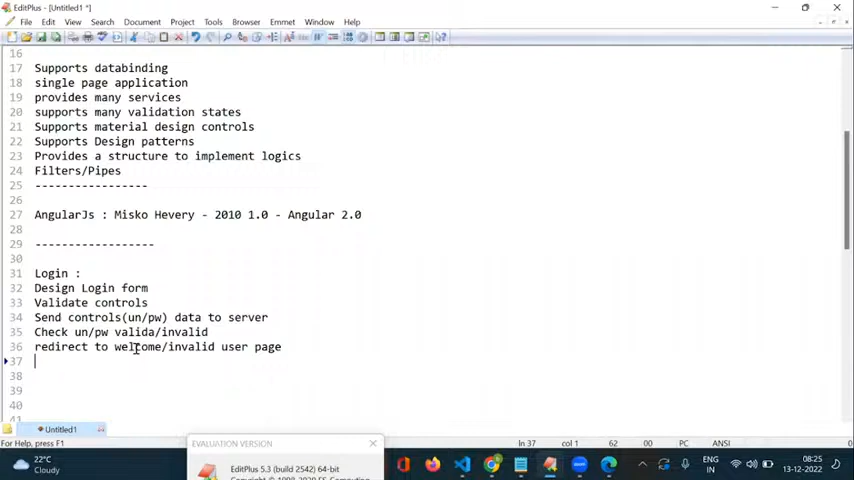 EditPlus - [Untitled1 *]
File Edit View Search Document Project Tools Browser Emmet Window Help
16
17 Supports databinding
18 single page application
19 provides many services
20 supports many validation states
21 Supports material design controls
22 Supports Design patterns
23 Provides a structure to implement logics
24 Filters/Pipes
25 -----------------
26
27 AngularJs : Misko Hevery - 2010 1.0 - Angular 2.0
28
29 ------------------
30
31 Login :
32 Design Login form
33 Validate controls
34 Send controls(un/pw) data to server
35 Check un/pw valida/invalid
36 redirect to welcome/invalid user page
37
38
39
40
41
Untitled1
EVALUATION VERSION
For Help, press F1
ln 37 col 1 62 00 PC ANSI
EditPlus 5.3 (build 2542) 64-bit
22°C
Cloudy
ENG
IN
08:25
13-12-2022